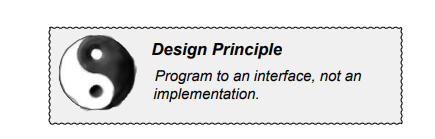 Design Principle
Program to an interface, not an
implementation.